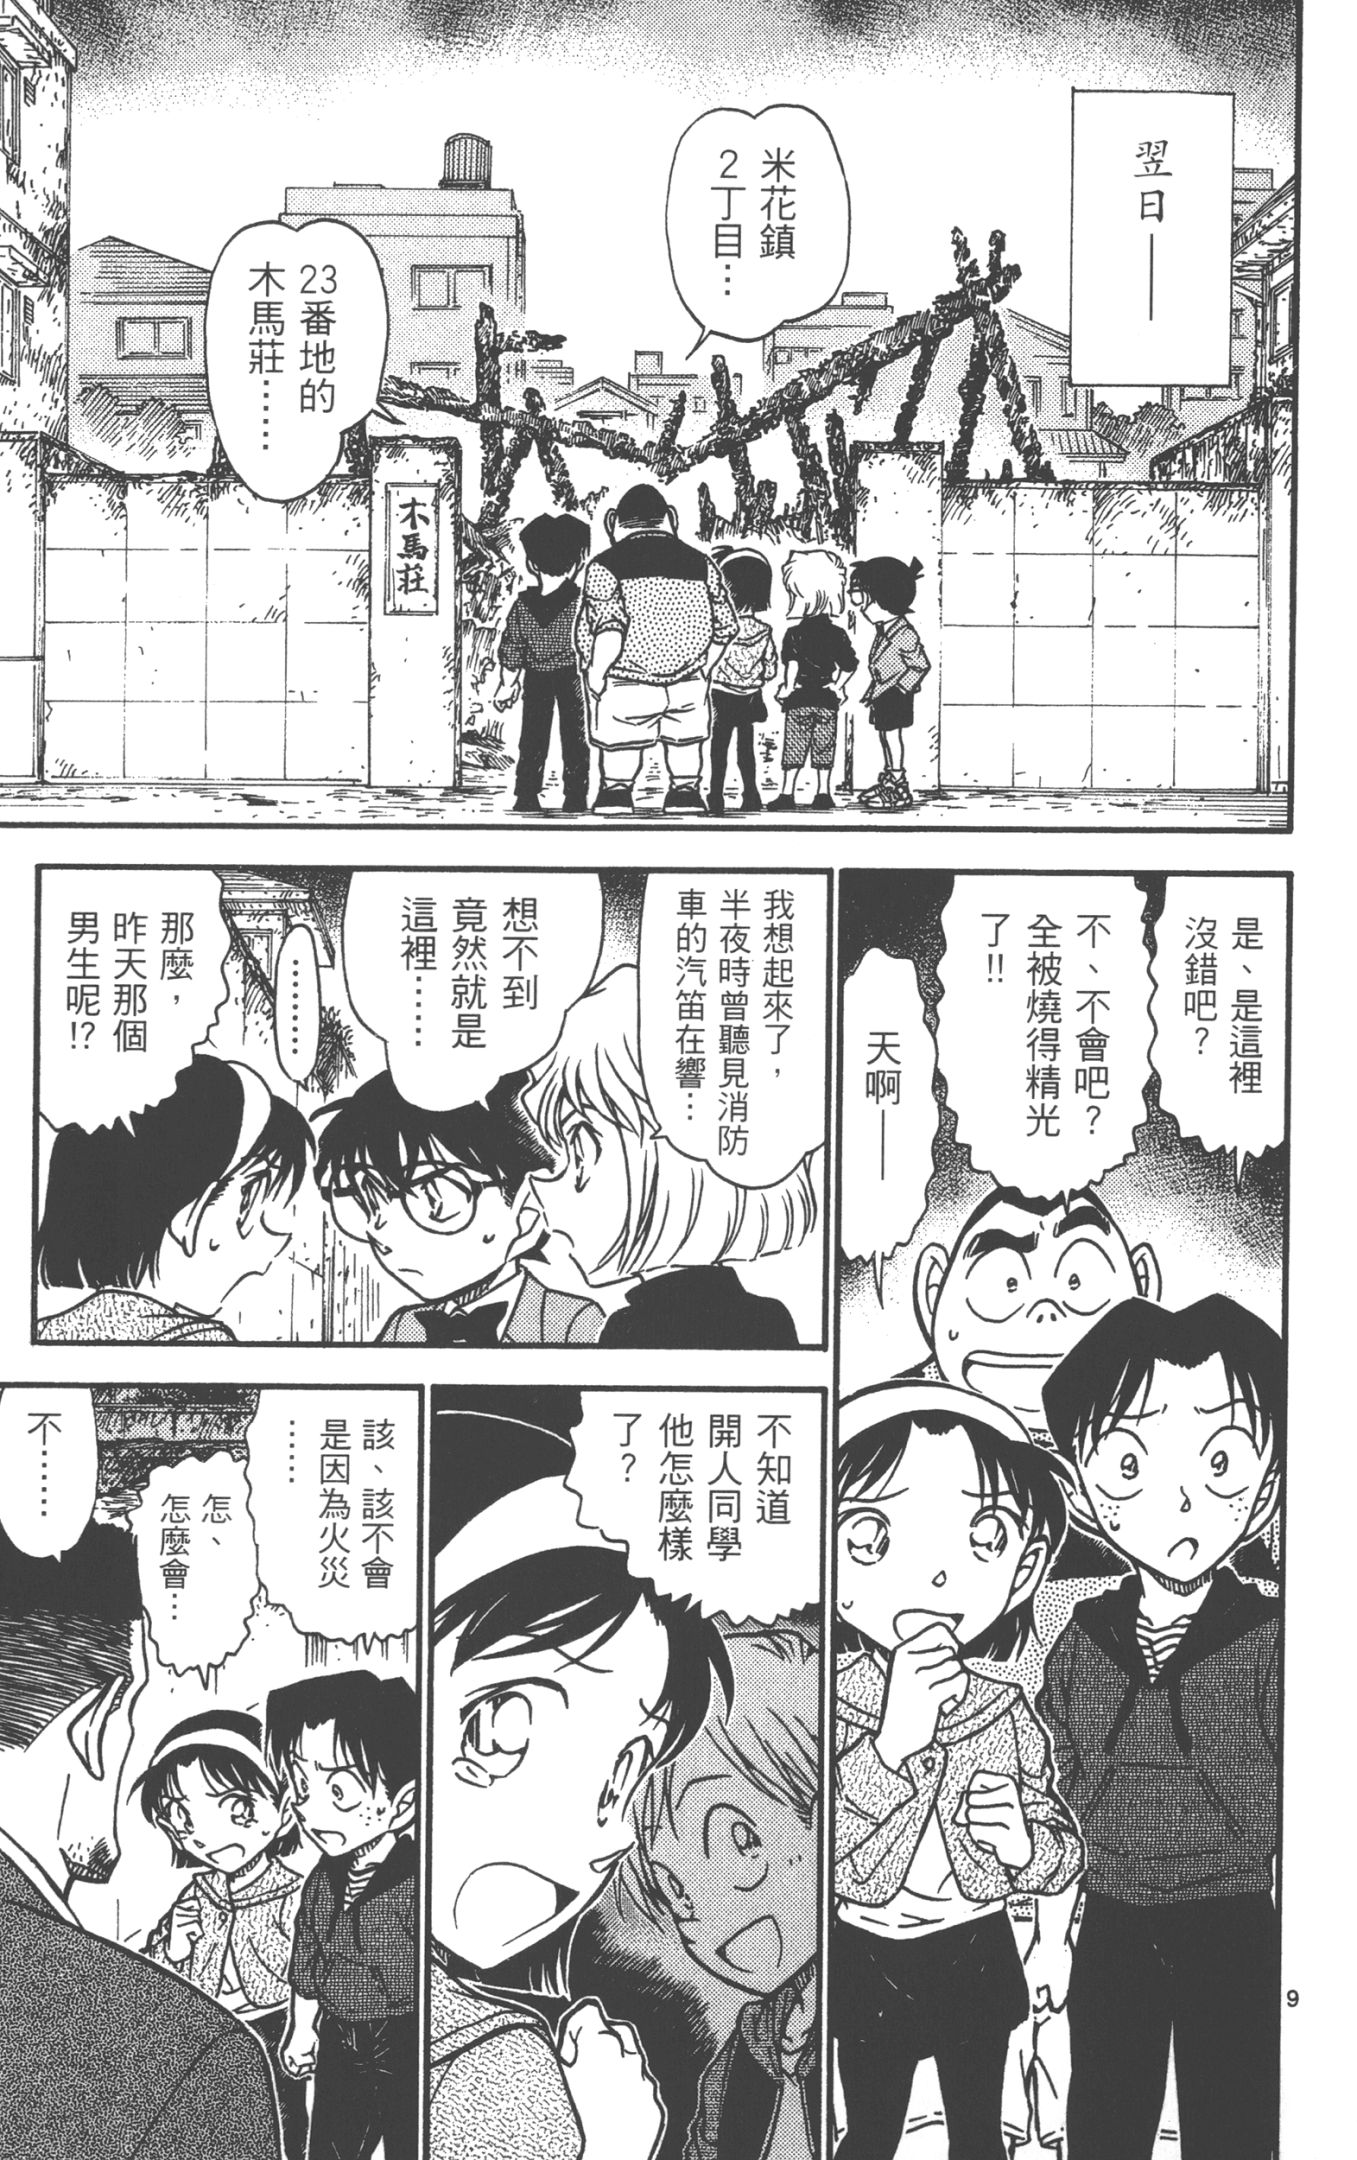 翌日——
米花鎮
2丁目…
23番地的
木馬莊……
木馬莊
是、是這裡
沒錯吧？
不、不會吧？
全被燒得精光
了!!
天啊——
我想起來了，
半夜時曾聽見消防
車的汽笛在響…
想不到
竟然就是
這裡……
………
那麼，
昨天那個
男生呢!?
不知道
開人同學
他怎麼樣
了？
該、該不會
是因為火災
……
怎、
怎麼會…
不……
9